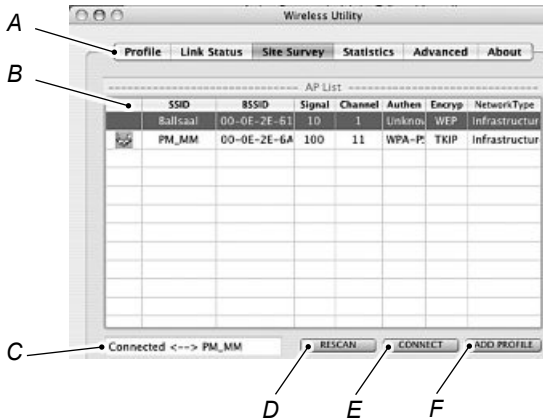 Wireless Utility
A
Profile Link Status Site Survey Statistics Advanced About
B
AP List
SSID BSSID Signal Channel Authen Encryp NetworkType
Ballsaal 00-0E-2E-61 10 1 Unknov WEP Infrastructur
PM_MM 00-0E-2E-6A 100 11 WPA-P: TKIP Infrastructur
C
Connected <--> PM_MM RESCAN CONNECT ADD PROFILE
D E F